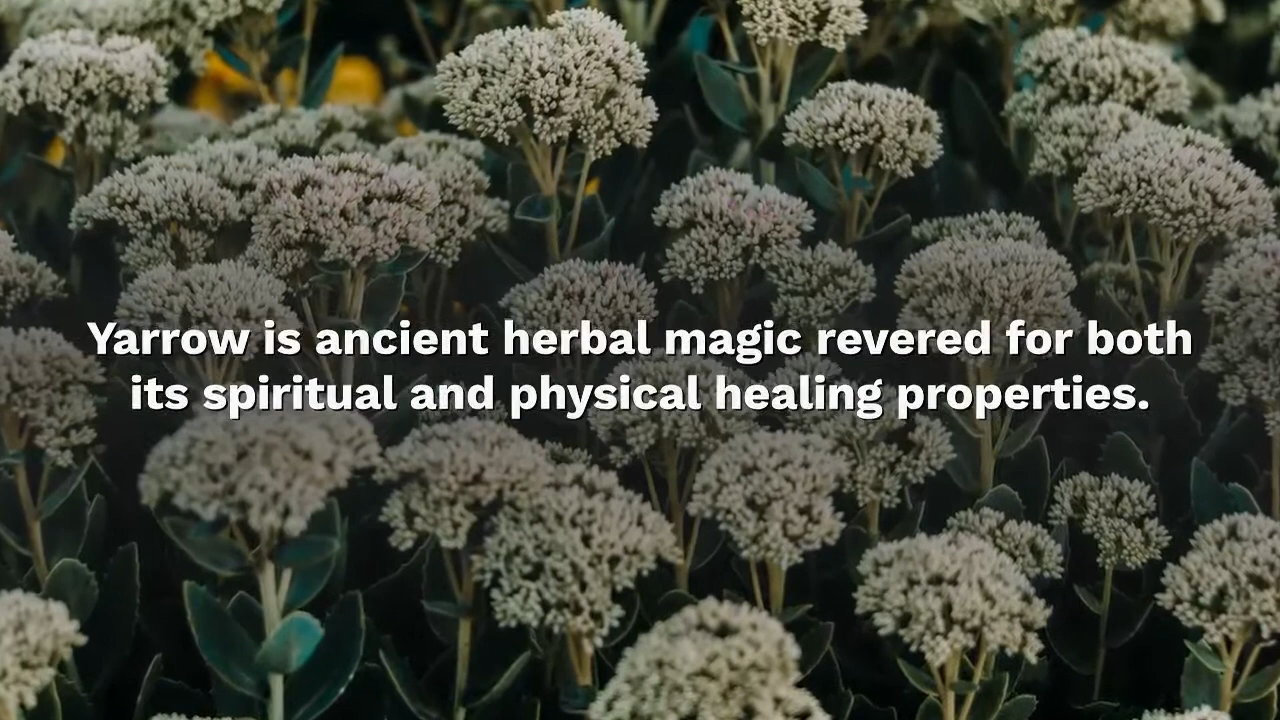 Yarrow is ancient herbal magic revered for both
its spiritual and physical healing properties.